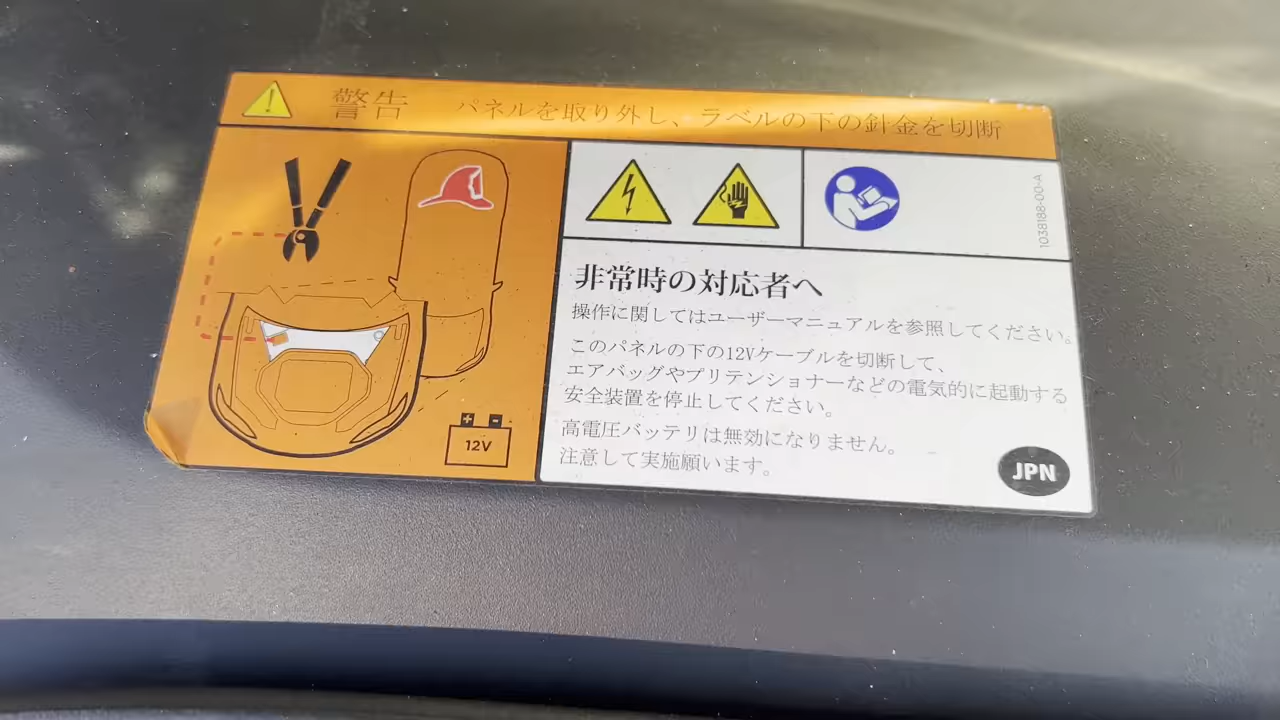 警告 パネルを取り外し、ラベルの下の針金を切断
1038188-00-A
非常時の対応者へ
操作に関してはユーザーマニュアルを参照してください。
このパネルの下の12Vケーブルを切断して、
エアバッグやプリテンショナーなどの電気的に起動する
安全装置を停止してください。
高電圧バッテリは無効になりません。
注意して実施願います。
+ -
12V
JPN